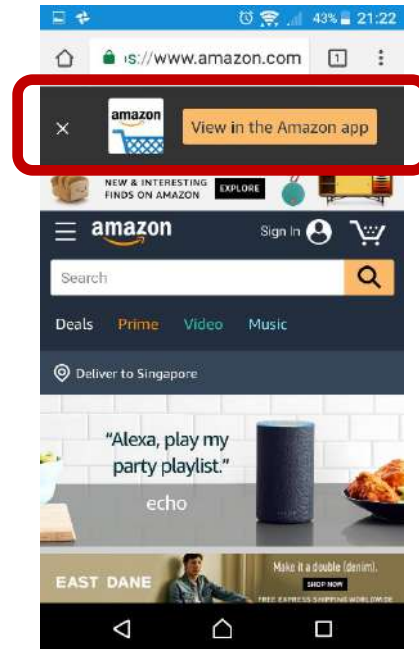 43% 21:22
s://www.amazon.com 1
amazon
View in the Amazon app
NEW & INTERESTING
FINDS ON AMAZON
EXPLORE
amazon Sign In
Search
Deals Prime Video Music
Deliver to Singapore
"Alexa, play my
party playlist."
echo
EAST DANE
Make it a double (denim).
SHOP NOW
FREE EXPRESS SHIPPING WORLDWIDE